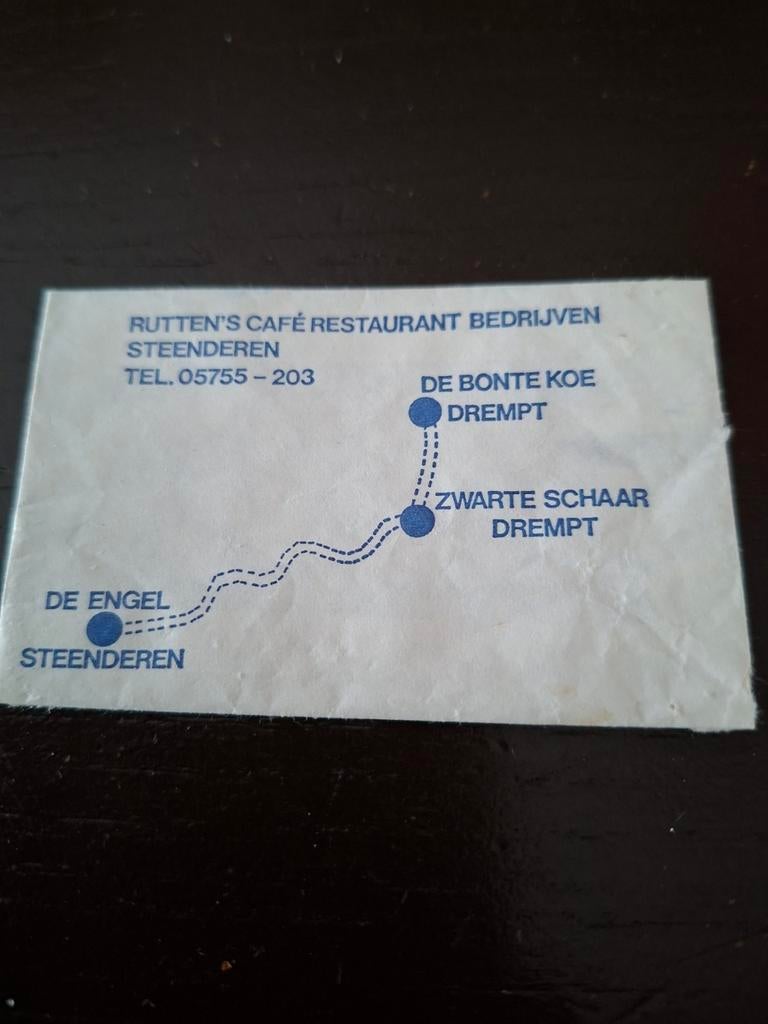 RUTTEN'S CAFÉ RESTAURANT BEDRIJVEN
STEENDEREN
TEL. 05755 – 203
DE BONTE KOE
DREMPT
ZWARTE SCHAAR
DREMPT
DE ENGEL
STEENDEREN